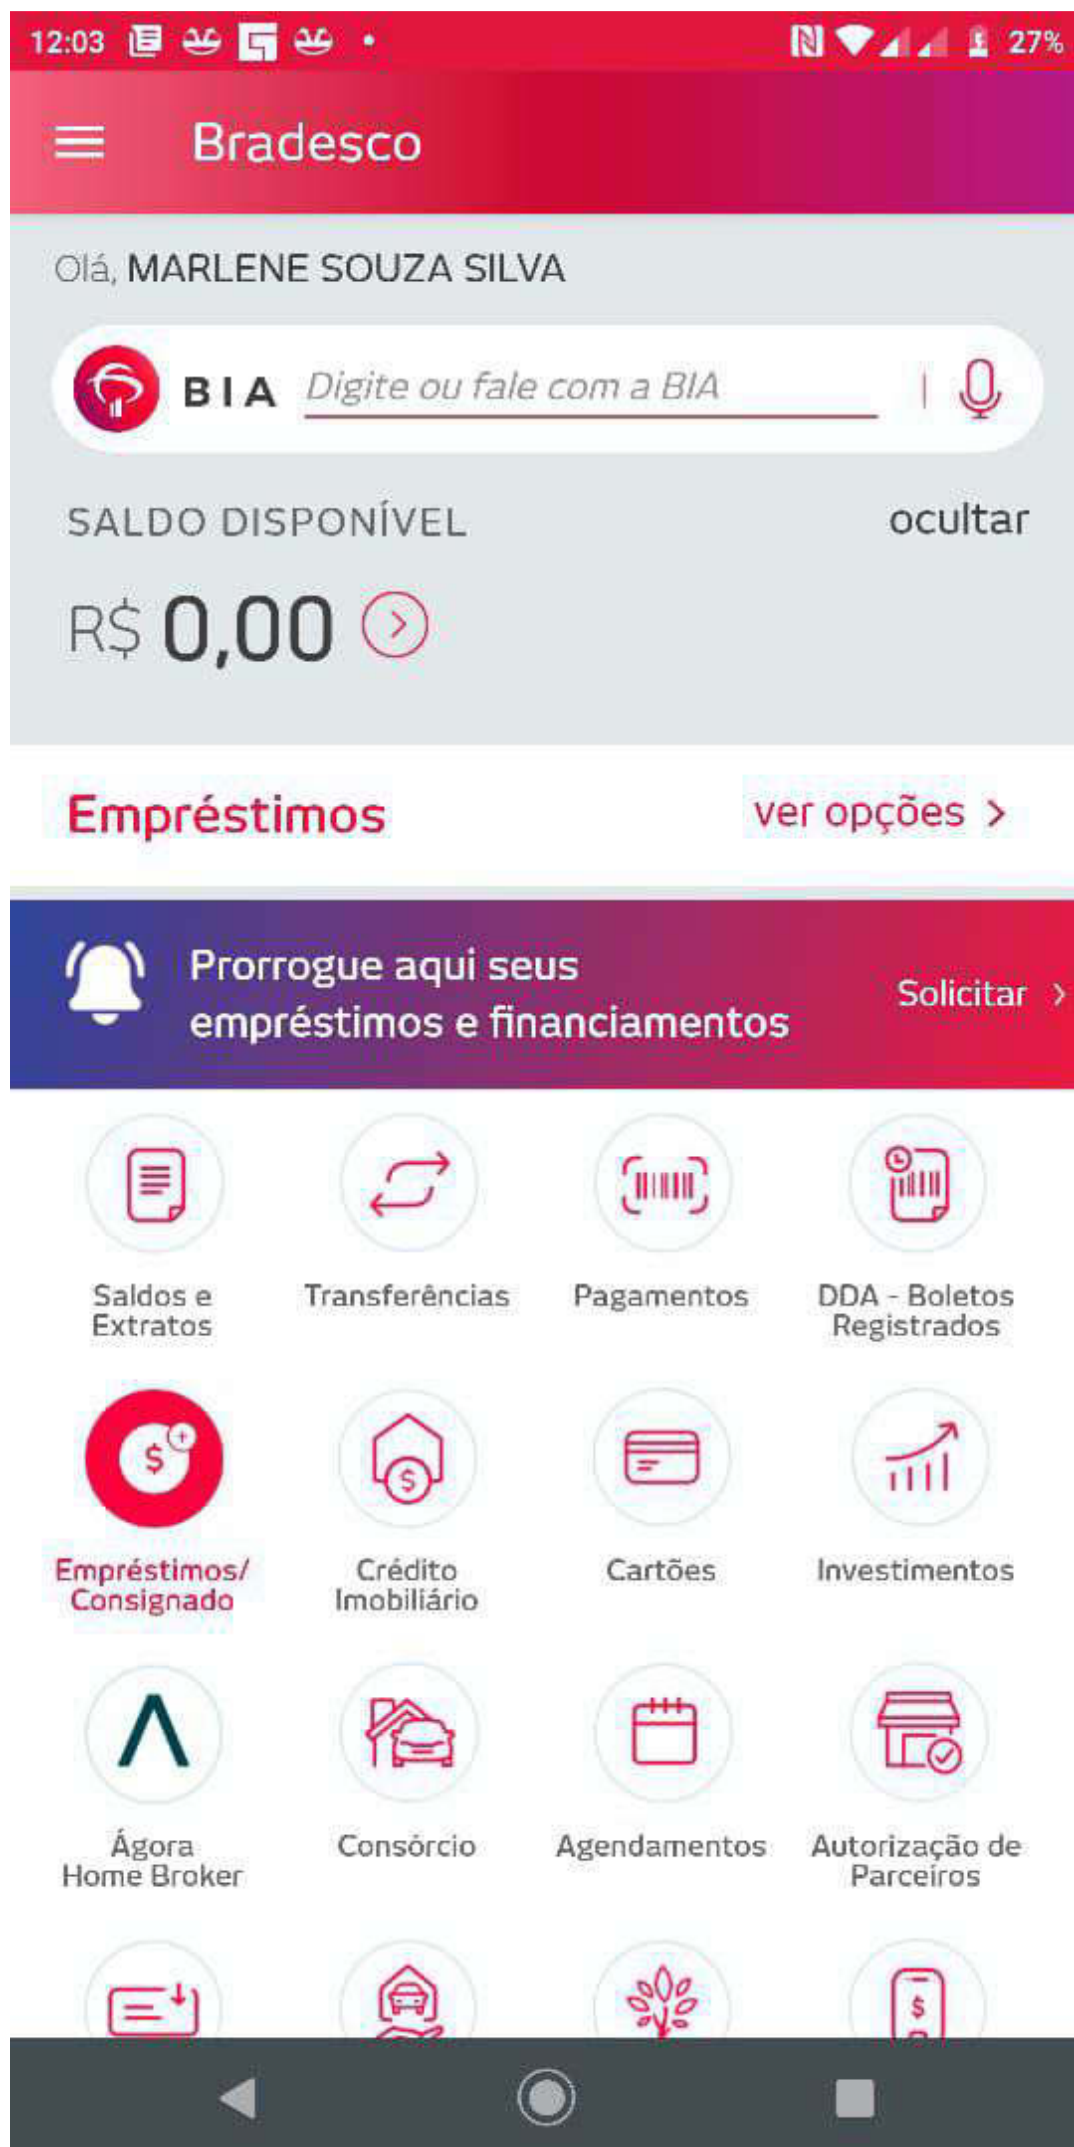 12:03 27%
Bradesco
Olá, MARLENE SOUZA SILVA
BIA Digite ou fale com a BIA
SALDO DISPONÍVEL ocultar
R$ 0,00
Empréstimos ver opções >
Prorrogue aqui seus
empréstimos e financiamentos
Solicitar >
Saldos e
Extratos
Transferências
Pagamentos
DDA - Boletos
Registrados
Empréstimos/
Consignado
Crédito
Imobiliário
Cartões
Investimentos
Ágora
Home Broker
Consórcio
Agendamentos
Autorização de
Parceiros